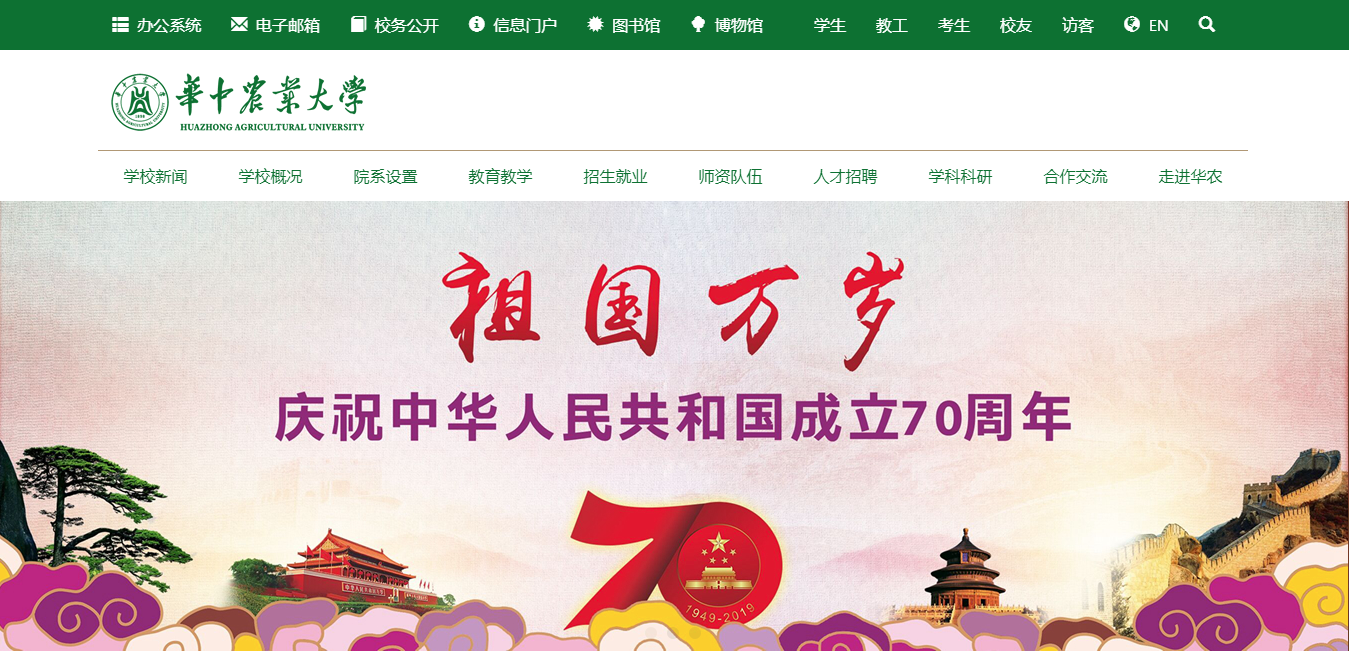 办公系统 电子邮箱 校务公开 信息门户 图书馆 博物馆 学生 教工 考生 校友 访客 EN
華中农業大学
HUAZHONG AGRICULTURAL UNIVERSITY
学校新闻 学校概况 院系设置 教育教学 招生就业 师资队伍 人才招聘 学科科研 合作交流 走进华农
祖国万岁
庆祝中华人民共和国成立70周年
70
1949-2019